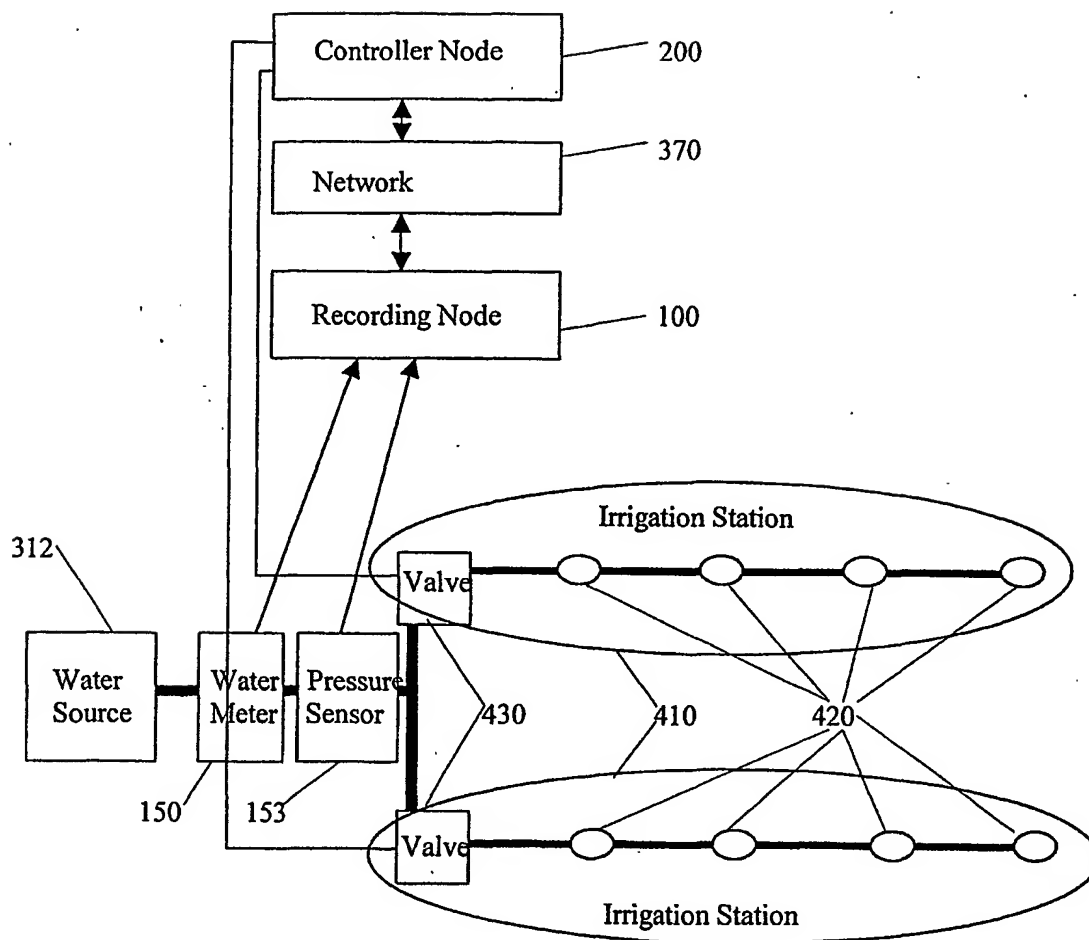 Controller Node
200
370
Network
Recording Node
100
Irrigation Station
312
Valve
Water
Source
Water
Meter
Pressure
Sensor
430
410
420
150
153
Valve
Irrigation Station